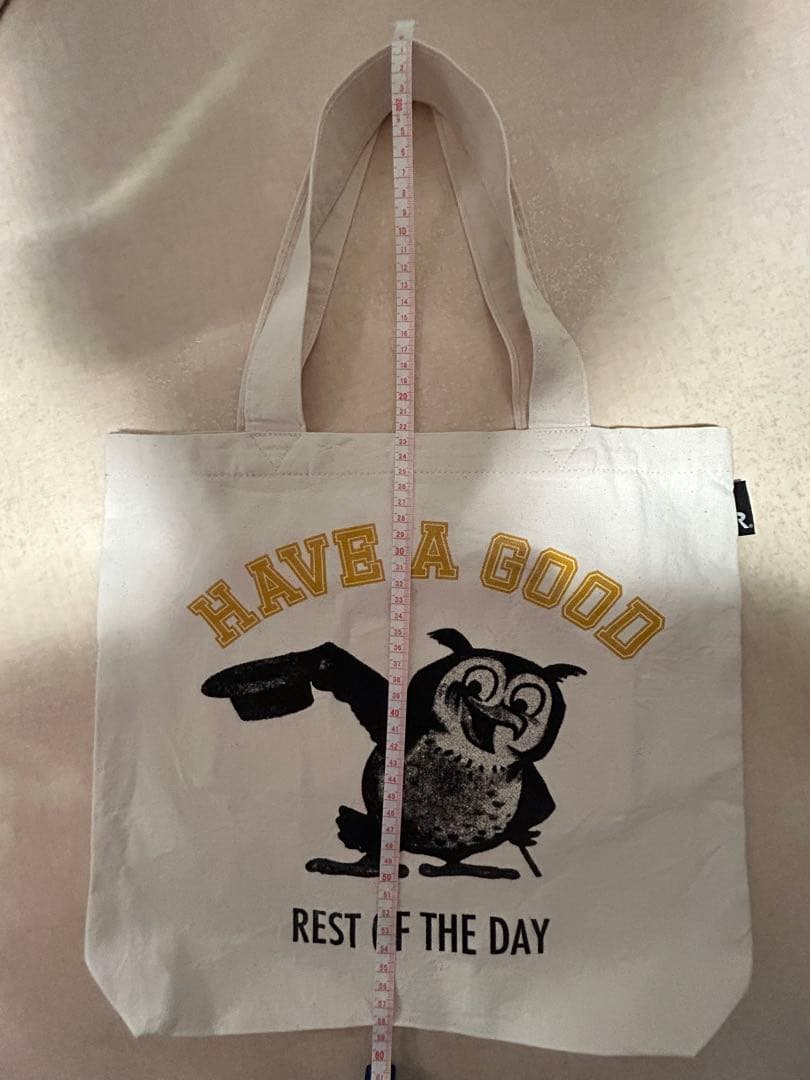 HAVE A GOOD
REST OF THE DAY
R.